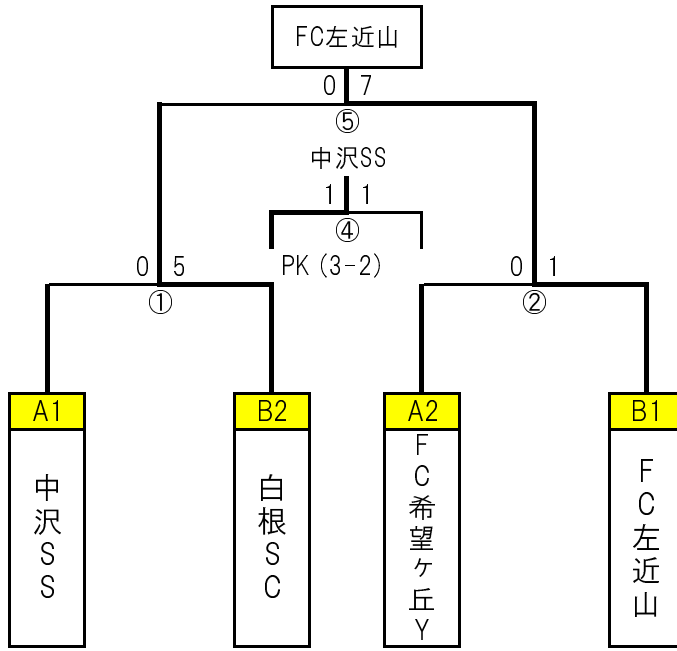 FC左近山
0 7
⑤
中沢SS
1 1
④
PK(3-2)
0 5
①
0 1
②
A1
B2
A2
B1
中沢SS
白根SC
FC希望ヶ丘Y
FC左近山